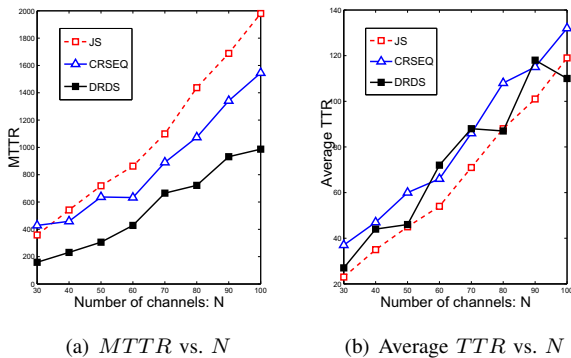 2000
1800
1600
1400
1200
1000
800
600
400
200
0
MTTR
JS
CRSEQ
DRDS
30 40 50 60 70 80 90 100
Number of channels: N
(a) MTTR vs. N
140
120
100
80
60
40
20
Average TTR
JS
CRSEQ
DRDS
30 40 50 60 70 80 90 100
Number of channels: N
(b) Average TTR vs. N